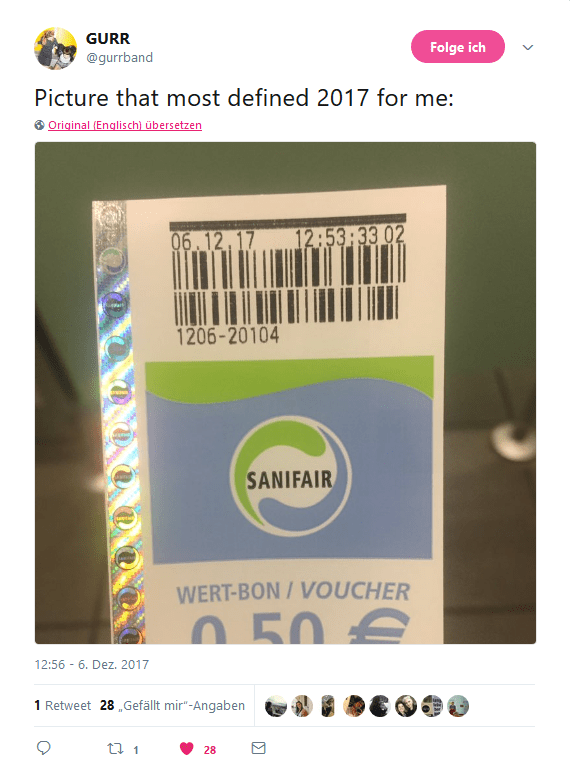 GURR
@gurrband
Folge ich
Picture that most defined 2017 for me:
Original (Englisch) übersetzen
06.12.17 12:53:33 02
1206-20104
SANIFAIR
WERT-BON / VOUCHER
0,50 €
12:56 - 6. Dez. 2017
1 Retweet 28 „Gefällt mir“-Angaben
1 28